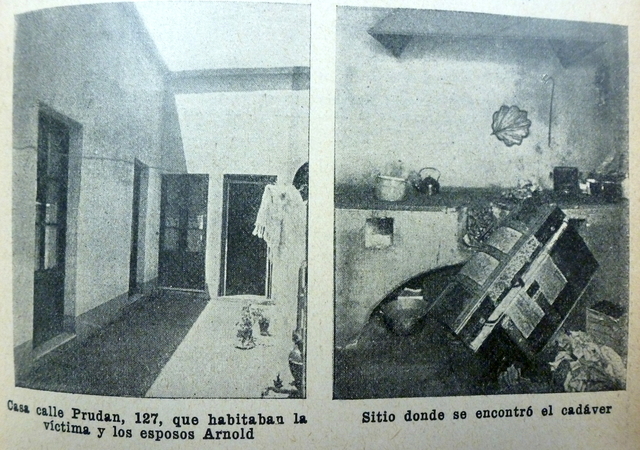 Casa calle Prudan, 127, que habitaban la
víctima y los esposos Arnold
Sitio donde se encontró el cadáver